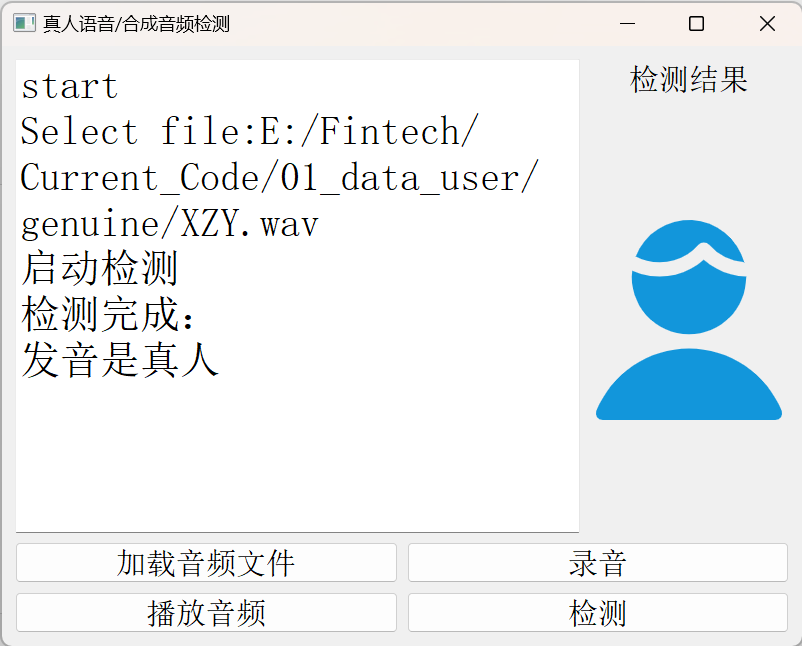 真人语音/合成音频检测
start
Select file:E:/Fintech/
Current_Code/01_data_user/
genuine/XZY.wav
启动检测
检测完成：
发音是真人
检测结果
加载音频文件
录音
播放音频
检测